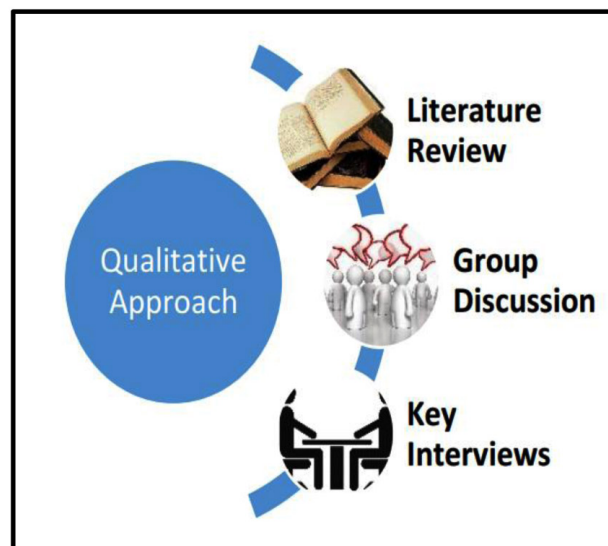 Qualitative
Approach
Literature
Review
Group
Discussion
Key
Interviews